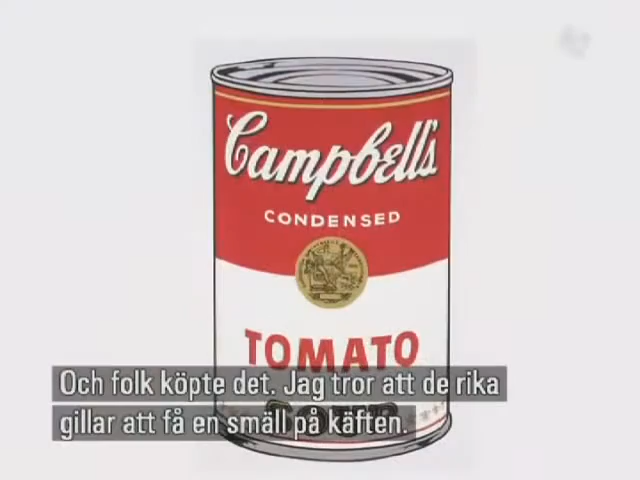 Campbell's
CONDENSED
TOMATO
SOUP
Och folk köpte det. Jag tror att de rika
gillar att få en smäll på käften.